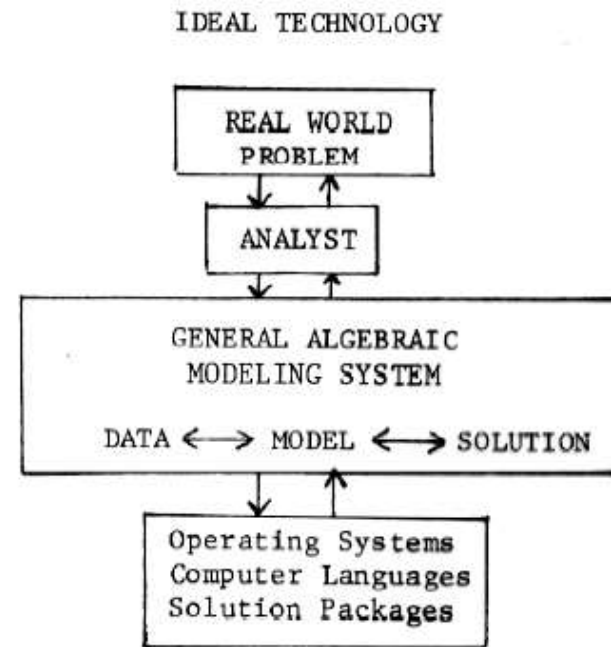 IDEAL TECHNOLOGY
REAL WORLD
PROBLEM
ANALYST
GENERAL ALGEBRAIC
MODELING SYSTEM
DATA ⟷ MODEL ⟷ SOLUTION
Operating Systems
Computer Languages
Solution Packages